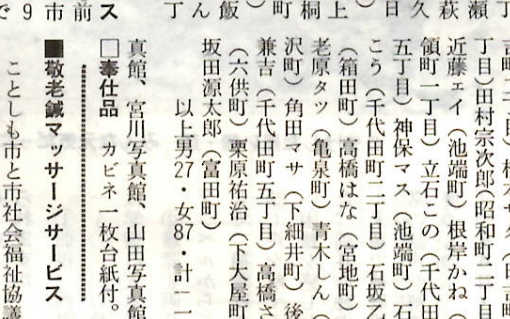 瀬
丁目）田村宗次郎（昭和町二丁目
近藤エイ（池端町）根岸かね（
領町一丁目）立石この（千代田
五丁目）神保マス（池端町）石
こう（千代田町二丁目）石坂乙
（箱田町）高橋はな（宮地町）
老原タツ（亀泉町）青木しん（
沢町）角田マサ（下細井町）後
兼吉（千代田町五丁目）高橋さ
（六供町）栗原祐治（下大屋町
坂田源太郎（富田町）
以上男27・女87・計一一
真館、宮川写真館、山田写真館
□奉仕品　カビネ一枚台紙付。
■敬老鍼マッサージサービス
ことしも市と市社会福祉協議